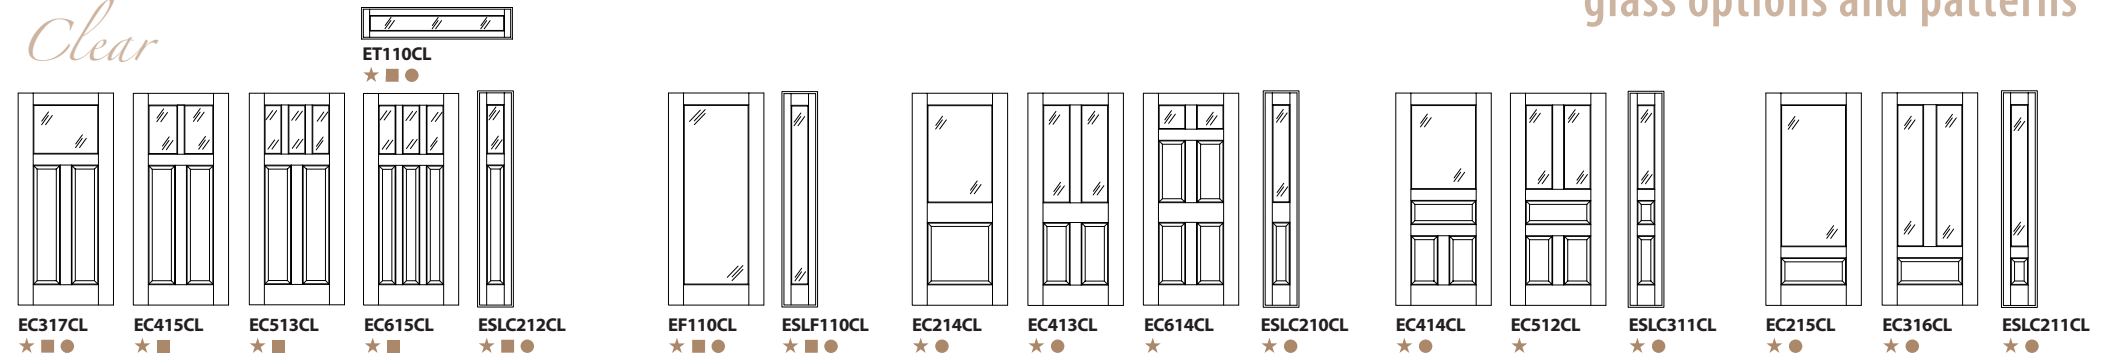 glass options and patterns
Clear
ET110CL
EC317CL
EC415CL
EC513CL
EC615CL
ESLC212CL
EF110CL
ESLF110CL
EC214CL
EC413CL
EC614CL
ESLC210CL
EC414CL
EC512CL
ESLC311CL
EC215CL
EC316CL
ESLC211CL